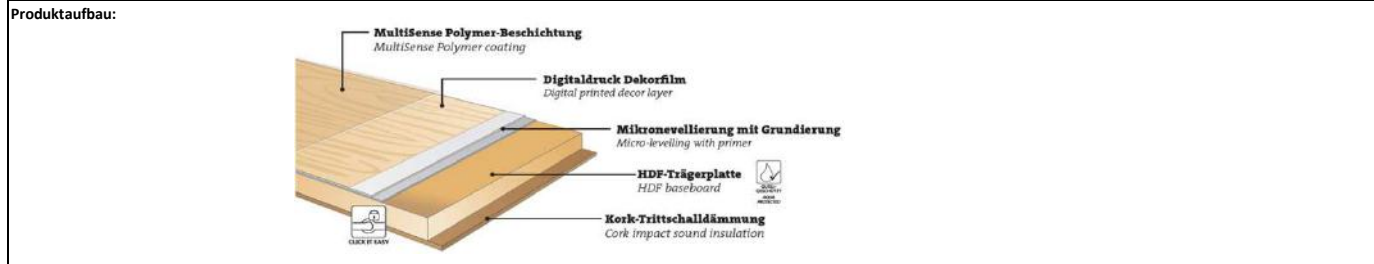 Produktaufbau:
MultiSense Polymer-Beschichtung
MultiSense Polymer coating
Digitaldruck Dekorfilm
Digital printed decor layer
Mikronevellierung mit Grundierung
Micro-levelling with primer
HDF-Trägerplatte
HDF baseboard
Kork-Trittschalldämmung
Cork impact sound insulation
CLICK IT EASY